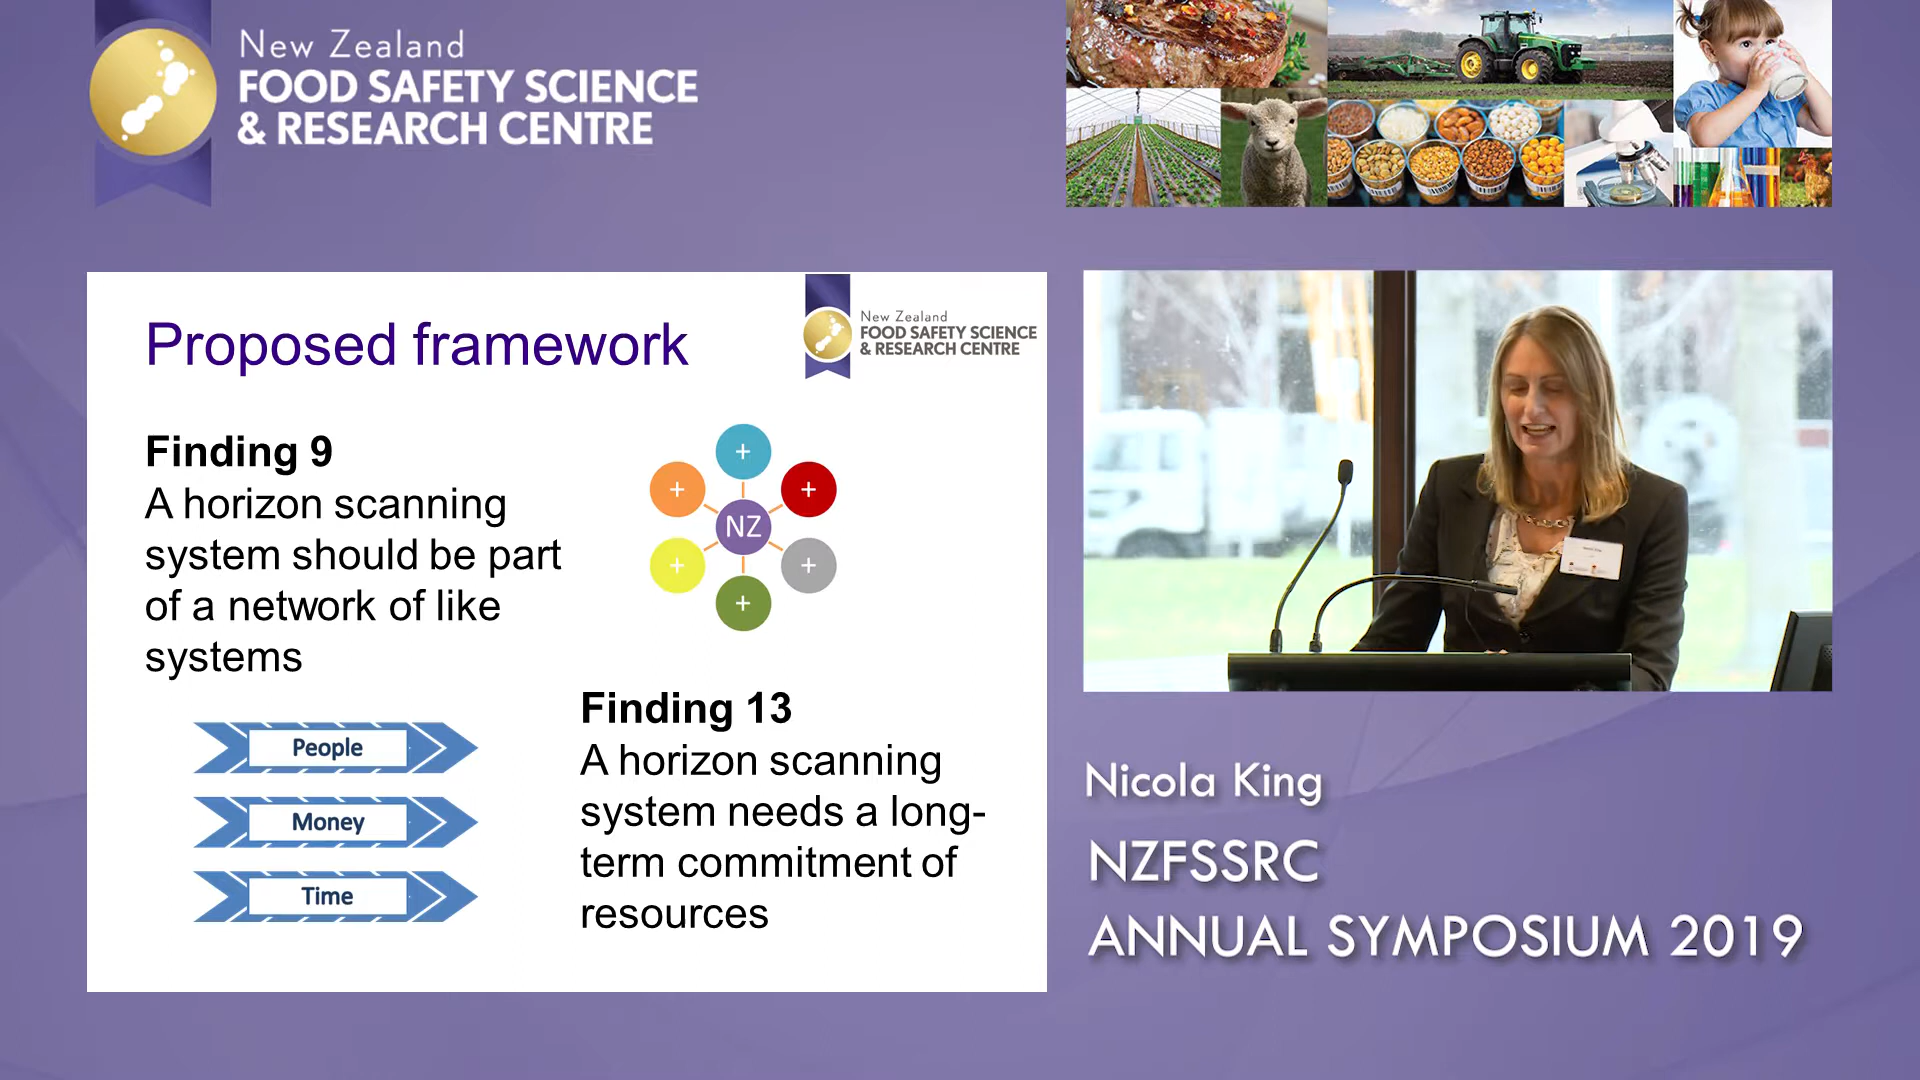 New Zealand
FOOD SAFETY SCIENCE
& RESEARCH CENTRE
Proposed framework
New Zealand
FOOD SAFETY SCIENCE
& RESEARCH CENTRE
Finding 9
A horizon scanning
system should be part
of a network of like
systems
+
+
+
NZ
+
+
+
People
Money
Time
Finding 13
A horizon scanning
system needs a long-
term commitment of
resources
Nicola King
NZFSSRC
ANNUAL SYMPOSIUM 2019